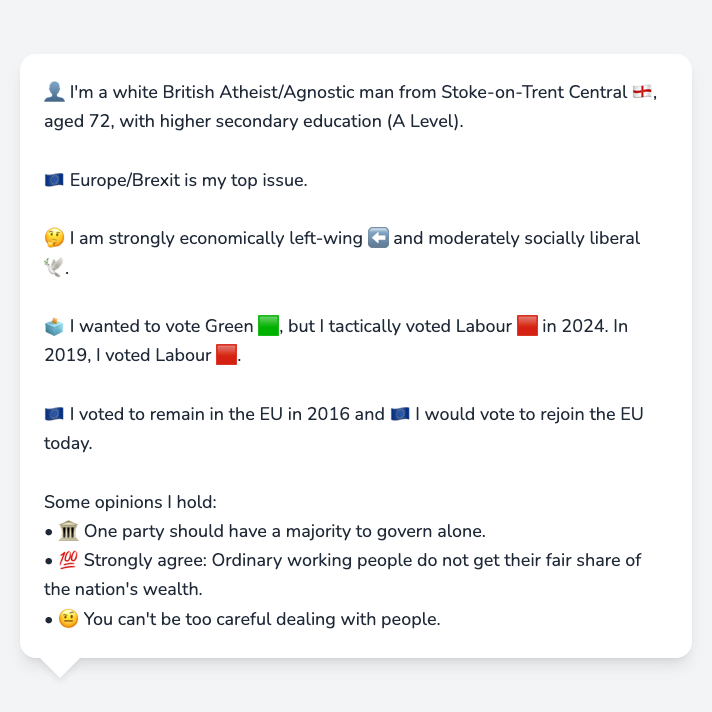 👤 I'm a white British Atheist/Agnostic man from Stoke-on-Trent Central 🏴󠁧󠁢󠁥󠁮󠁧󠁿,
aged 72, with higher secondary education (A Level).
🇪🇺 Europe/Brexit is my top issue.
🤔 I am strongly economically left-wing ⬅️ and moderately socially liberal
🕊️.
🗳️ I wanted to vote Green 🟩, but I tactically voted Labour 🟥 in 2024. In
2019, I voted Labour 🟥.
🇪🇺 I voted to remain in the EU in 2016 and 🇪🇺 I would vote to rejoin the EU
today.
Some opinions I hold:
• 🏛️ One party should have a majority to govern alone.
• 💯 Strongly agree: Ordinary working people do not get their fair share of
the nation's wealth.
• 🤨 You can't be too careful dealing with people.